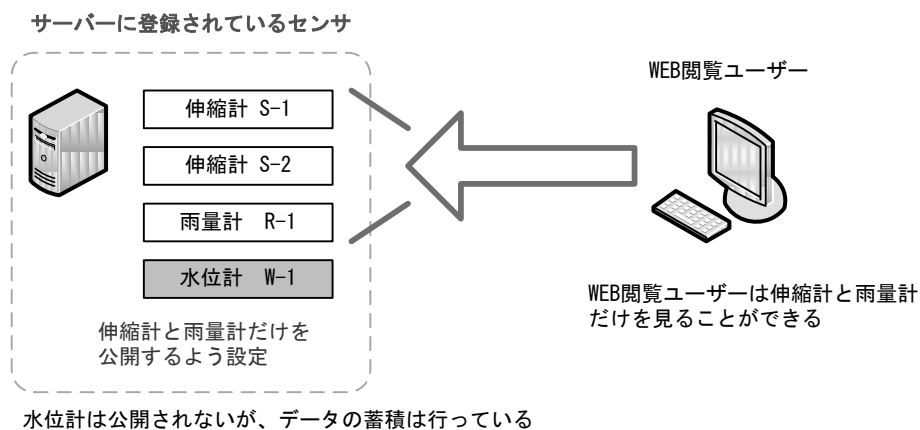 サーバーに登録されているセンサ
WEB閲覧ユーザー
伸縮計 S-1
伸縮計 S-2
雨量計　R-1
水位計　W-1
伸縮計と雨量計だけを
公開するよう設定
WEB閲覧ユーザーは伸縮計と雨量計
だけを見ることができる
水位計は公開されないが、データの蓄積は行っている